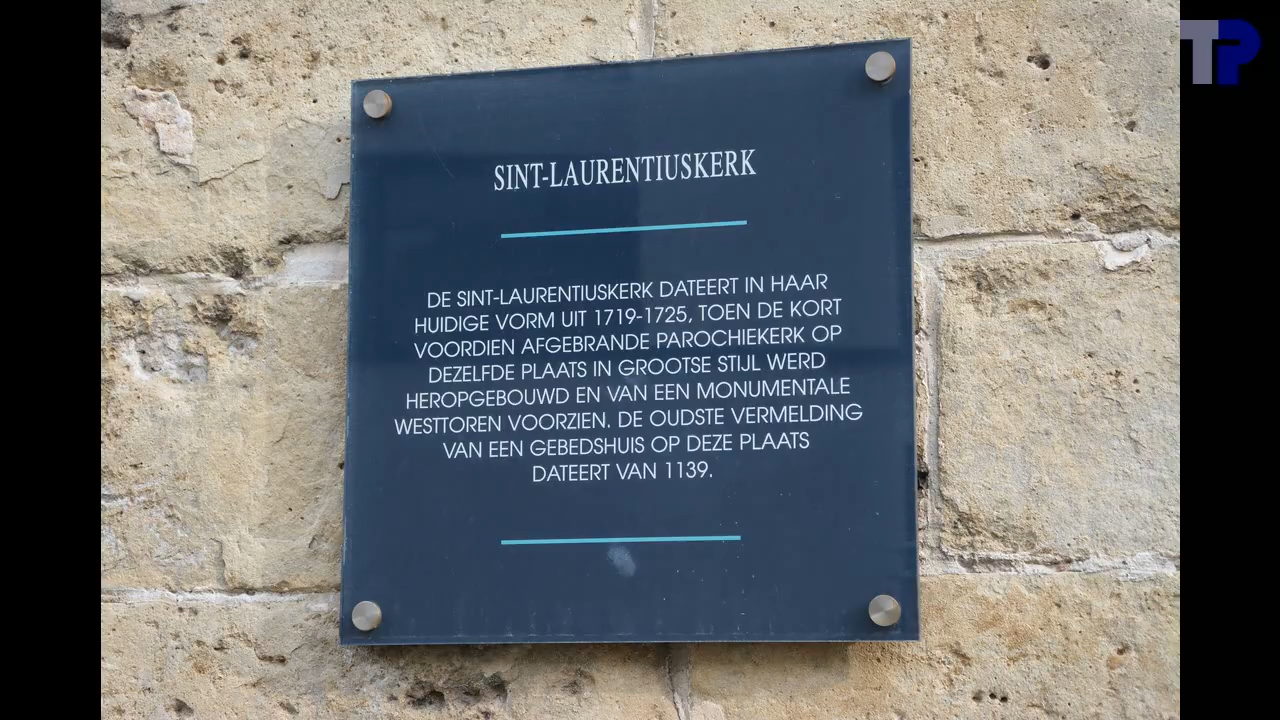 TP
SINT-LAURENTIUSKERK
DE SINT-LAURENTIUSKERK DATEERT IN HAAR
HUIDIGE VORM UIT 1719-1725, TOEN DE KORT
VOORDIEN AFGEBRANDE PAROCHIEKERK OP
DEZELFDE PLAATS IN GROOTSE STIJL WERD
HEROPGEBOUWD EN VAN EEN MONUMENTALE
WESTTOREN VOORZIEN. DE OUDSTE VERMELDING
VAN EEN GEBEDSHUIS OP DEZE PLAATS
DATEERT VAN 1139.